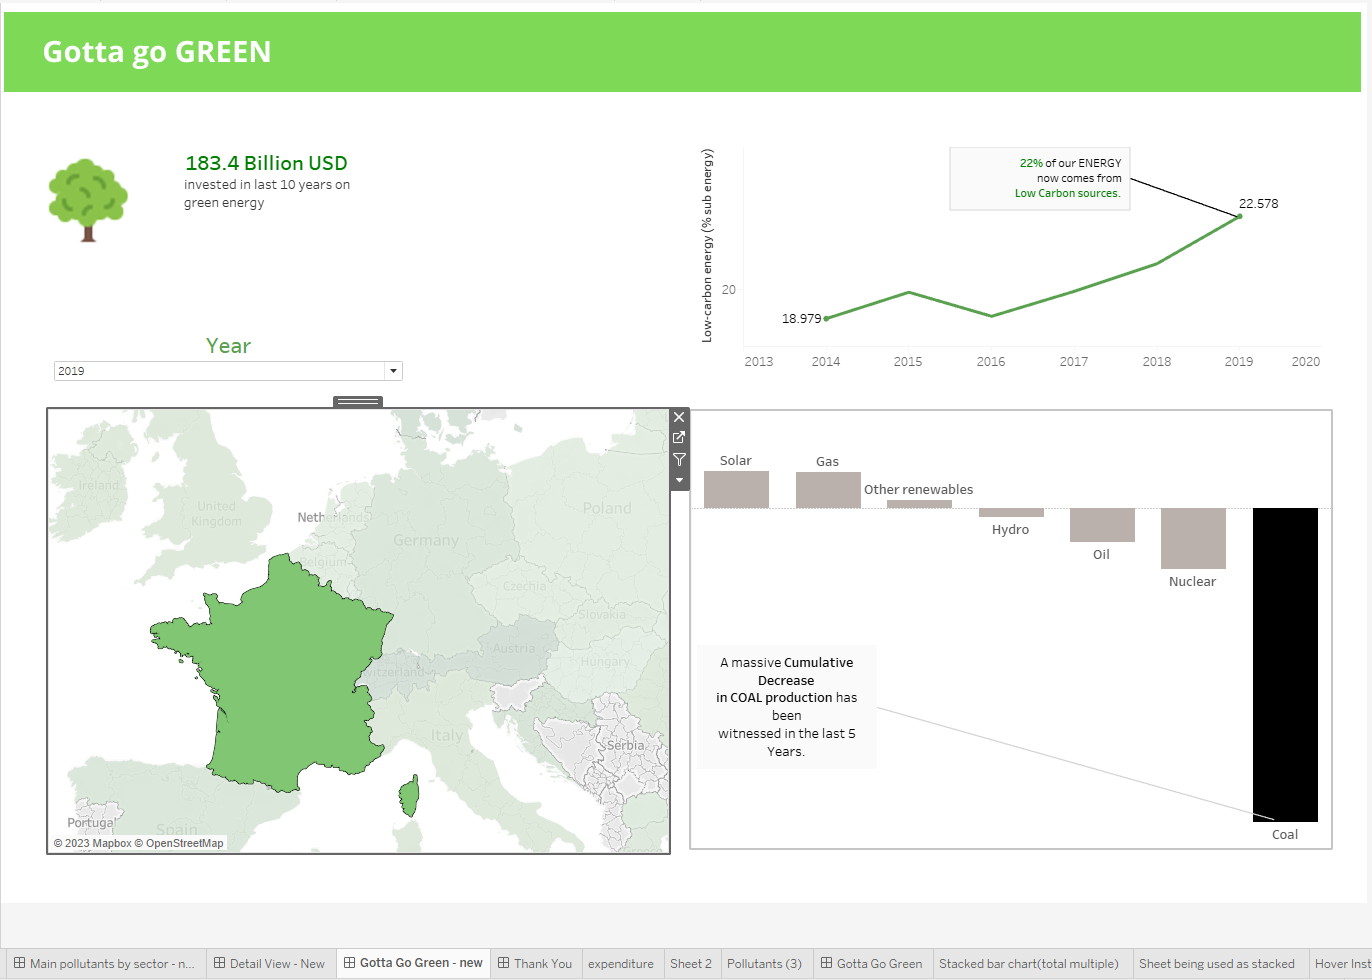 Gotta go GREEN
183.4 Billion USD
invested in last 10 years on
green energy
Low-carbon energy (% sub energy)
22% of our ENERGY
now comes from
Low Carbon sources.
22.578
20
18.979
2013 2014 2015 2016 2017 2018 2019 2020
Year
2019
Ireland
United
Kingdom
Netherlands
Belgium
Germany
Poland
Czechia
Slovakia
Austria
Hungary
Switzerland
Italy
Serbia
Portugal
Spain
© 2023 Mapbox © OpenStreetMap
Solar
Gas
Other renewables
Hydro
Oil
Nuclear
Coal
A massive Cumulative
Decrease
in COAL production has
been
witnessed in the last 5
Years.
Main pollutants by sector - n...
Detail View - New
Gotta Go Green - new
Thank You
expenditure
Sheet 2
Pollutants (3)
Gotta Go Green
Stacked bar chart(total multiple)
Sheet being used as stacked
Hover Ins